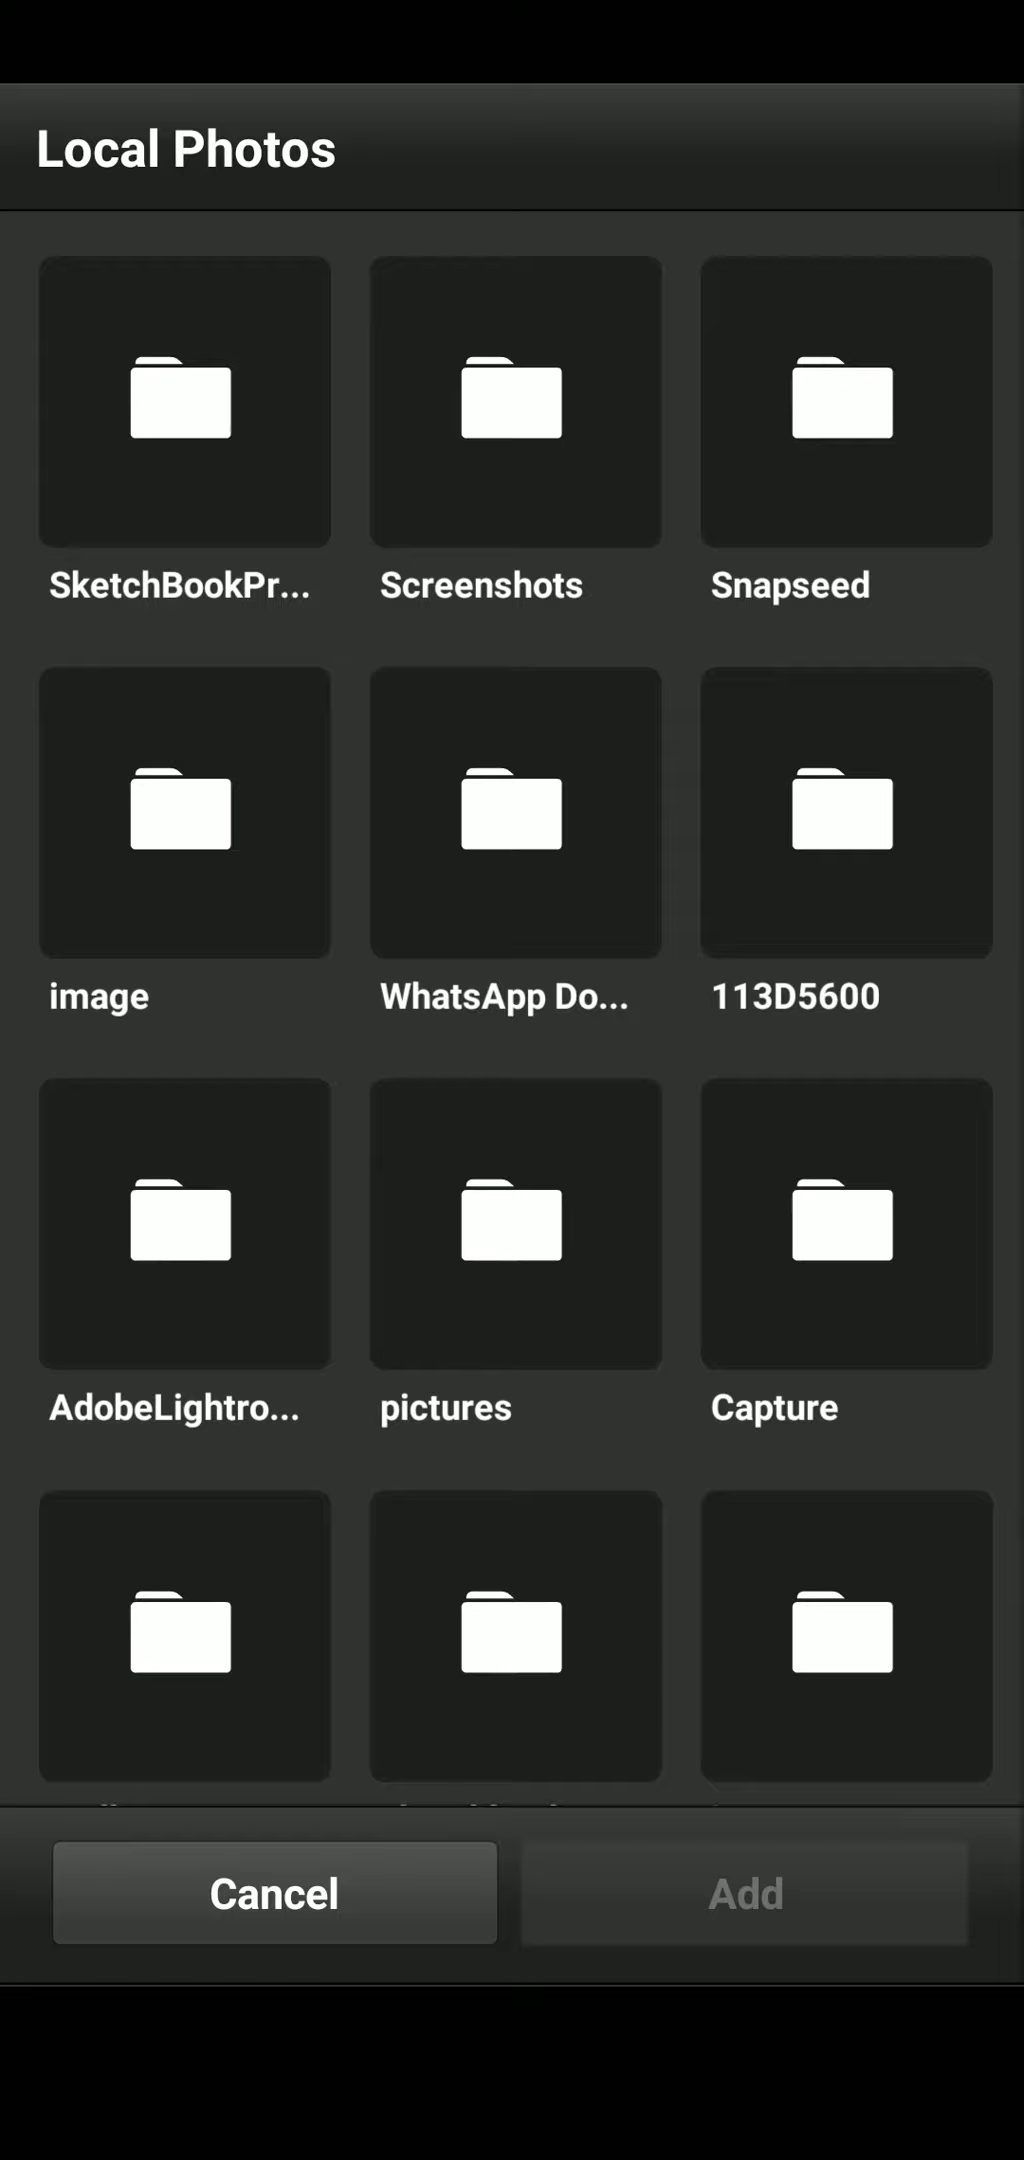 Local Photos
SketchBookPr...
Screenshots
Snapseed
image
WhatsApp Do...
113D5600
AdobeLightro...
pictures
Capture
Cancel
Add